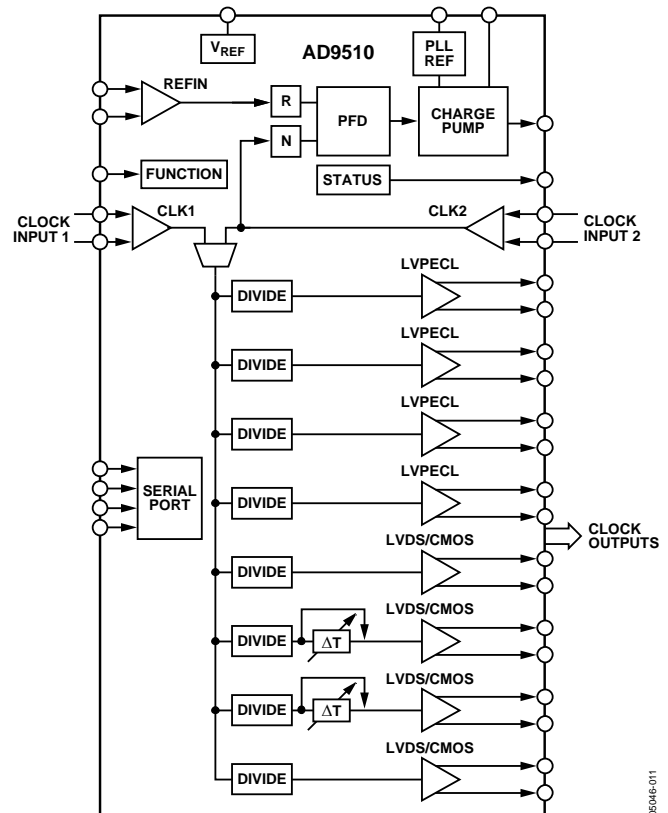 VREF
AD9510
PLL
REF
REFIN
R
PFD
CHARGE
PUMP
N
FUNCTION
STATUS
CLOCK
INPUT 1
CLK1
CLK2
CLOCK
INPUT 2
LVPECL
DIVIDE
LVPECL
DIVIDE
LVPECL
DIVIDE
LVPECL
DIVIDE
SERIAL
PORT
CLOCK
OUTPUTS
LVDS/CMOS
DIVIDE
LVDS/CMOS
DIVIDE
ΔT
LVDS/CMOS
DIVIDE
ΔT
LVDS/CMOS
DIVIDE
05046-011